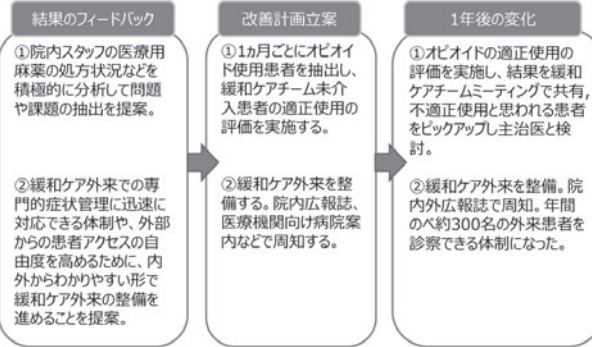 結果のフィードバック
①院内スタッフの医療用
麻薬の処方状況などを
積極的に分析して問題
や課題の抽出を提案。
②緩和ケア外来での専
門的症状管理に迅速に
対応できる体制や、外部
からの患者アクセスの自
由度を高めるために、内
外からわかりやすい形で
緩和ケア外来の整備を
進めることを提案。
改善計画立案
①1ヵ月ごとにオピオイ
ド使用患者を抽出し、
緩和ケアチーム未介
入患者の適正使用の
評価を実施する。
②緩和ケア外来を整
備する。院内広報誌、
医療機関向け病院案
内などで周知する。
1年後の変化
①オピオイドの適正使用の
評価を実施し、結果を緩和
ケアチームミーティングで共有,
不適正使用と思われる患者
をピックアップし主治医と検
討。
②緩和ケア外来を整備。院
内外広報誌で周知。年間
のべ約300名の外来患者を
診察できる体制になった。